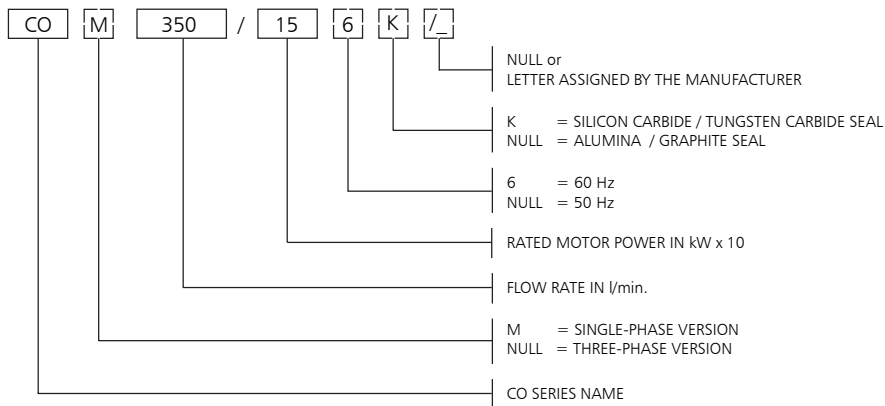 CO M 350 / 15 6 K /_
NULL or
LETTER ASSIGNED BY THE MANUFACTURER
K = SILICON CARBIDE / TUNGSTEN CARBIDE SEAL
NULL = ALUMINA / GRAPHITE SEAL
6 = 60 Hz
NULL = 50 Hz
RATED MOTOR POWER IN kW x 10
FLOW RATE IN l/min.
M = SINGLE-PHASE VERSION
NULL = THREE-PHASE VERSION
CO SERIES NAME